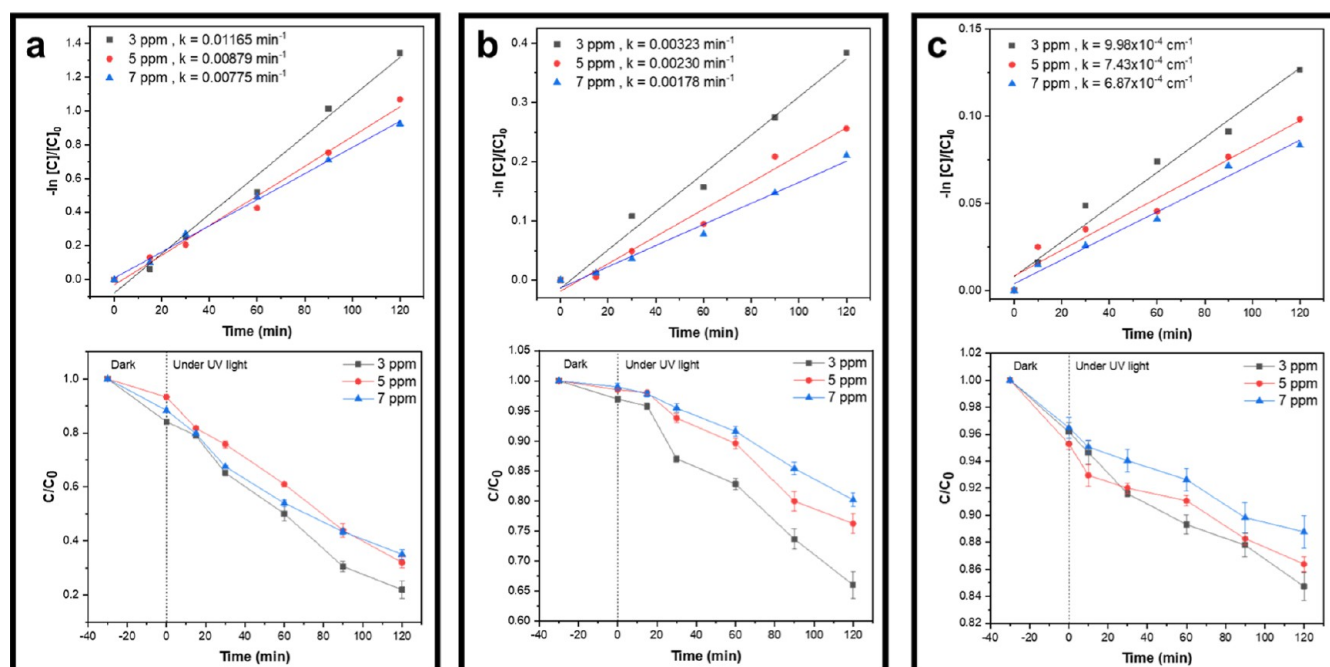 a
3 ppm , k = 0.01165 min⁻¹
5 ppm , k = 0.00879 min⁻¹
7 ppm , k = 0.00775 min⁻¹
-ln [C]/[C]₀
1.4
1.2
1.0
0.8
0.6
0.4
0.2
0.0
0 20 40 60 80 100 120
Time (min)
Dark Under UV light
3 ppm
5 ppm
7 ppm
C/C₀
1.0
0.8
0.6
0.4
0.2
-40 -20 0 20 40 60 80 100 120
Time (min)
b
3 ppm , k = 0.00323 min⁻¹
5 ppm , k = 0.00230 min⁻¹
7 ppm , k = 0.00178 min⁻¹
-ln [C]/[C]₀
0.4
0.3
0.2
0.1
0.0
0 20 40 60 80 100 120
Time (min)
Dark Under UV light
3 ppm
5 ppm
7 ppm
C/C₀
1.05
1.00
0.95
0.90
0.85
0.80
0.75
0.70
0.65
0.60
-40 -20 0 20 40 60 80 100 120
Time (min)
c
3 ppm , k = 9.98x10⁻⁴ cm⁻¹
5 ppm , k = 7.43x10⁻⁴ cm⁻¹
7 ppm , k = 6.87x10⁻⁴ cm⁻¹
-ln [C]/[C]₀
0.15
0.10
0.05
0.00
0 20 40 60 80 100 120
Time (min)
Dark Under UV light
3 ppm
5 ppm
7 ppm
C/C₀
1.02
1.00
0.98
0.96
0.94
0.92
0.90
0.88
0.86
0.84
0.82
-40 -20 0 20 40 60 80 100 120
Time (min)